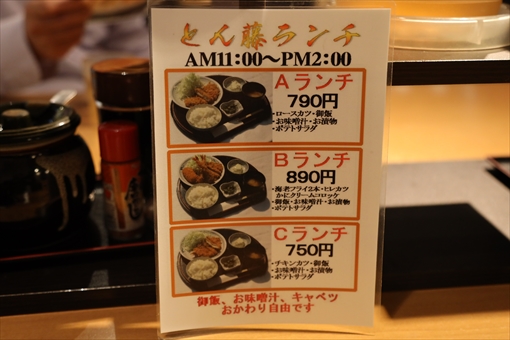 とん藤ランチ
AM11:00〜PM2:00
Aランチ
790円
・ロースカツ・御飯
・お味噌汁・お漬物
・ポテトサラダ
Bランチ
890円
・海老フライ2本・ヒレカツ
かにクリームコロッケ
・御飯・お味噌汁・お漬物
・ポテトサラダ
Cランチ
750円
・チキンカツ・御飯
・お味噌汁・お漬物
・ポテトサラダ
御飯、お味噌汁、キャベツ
おかわり自由です